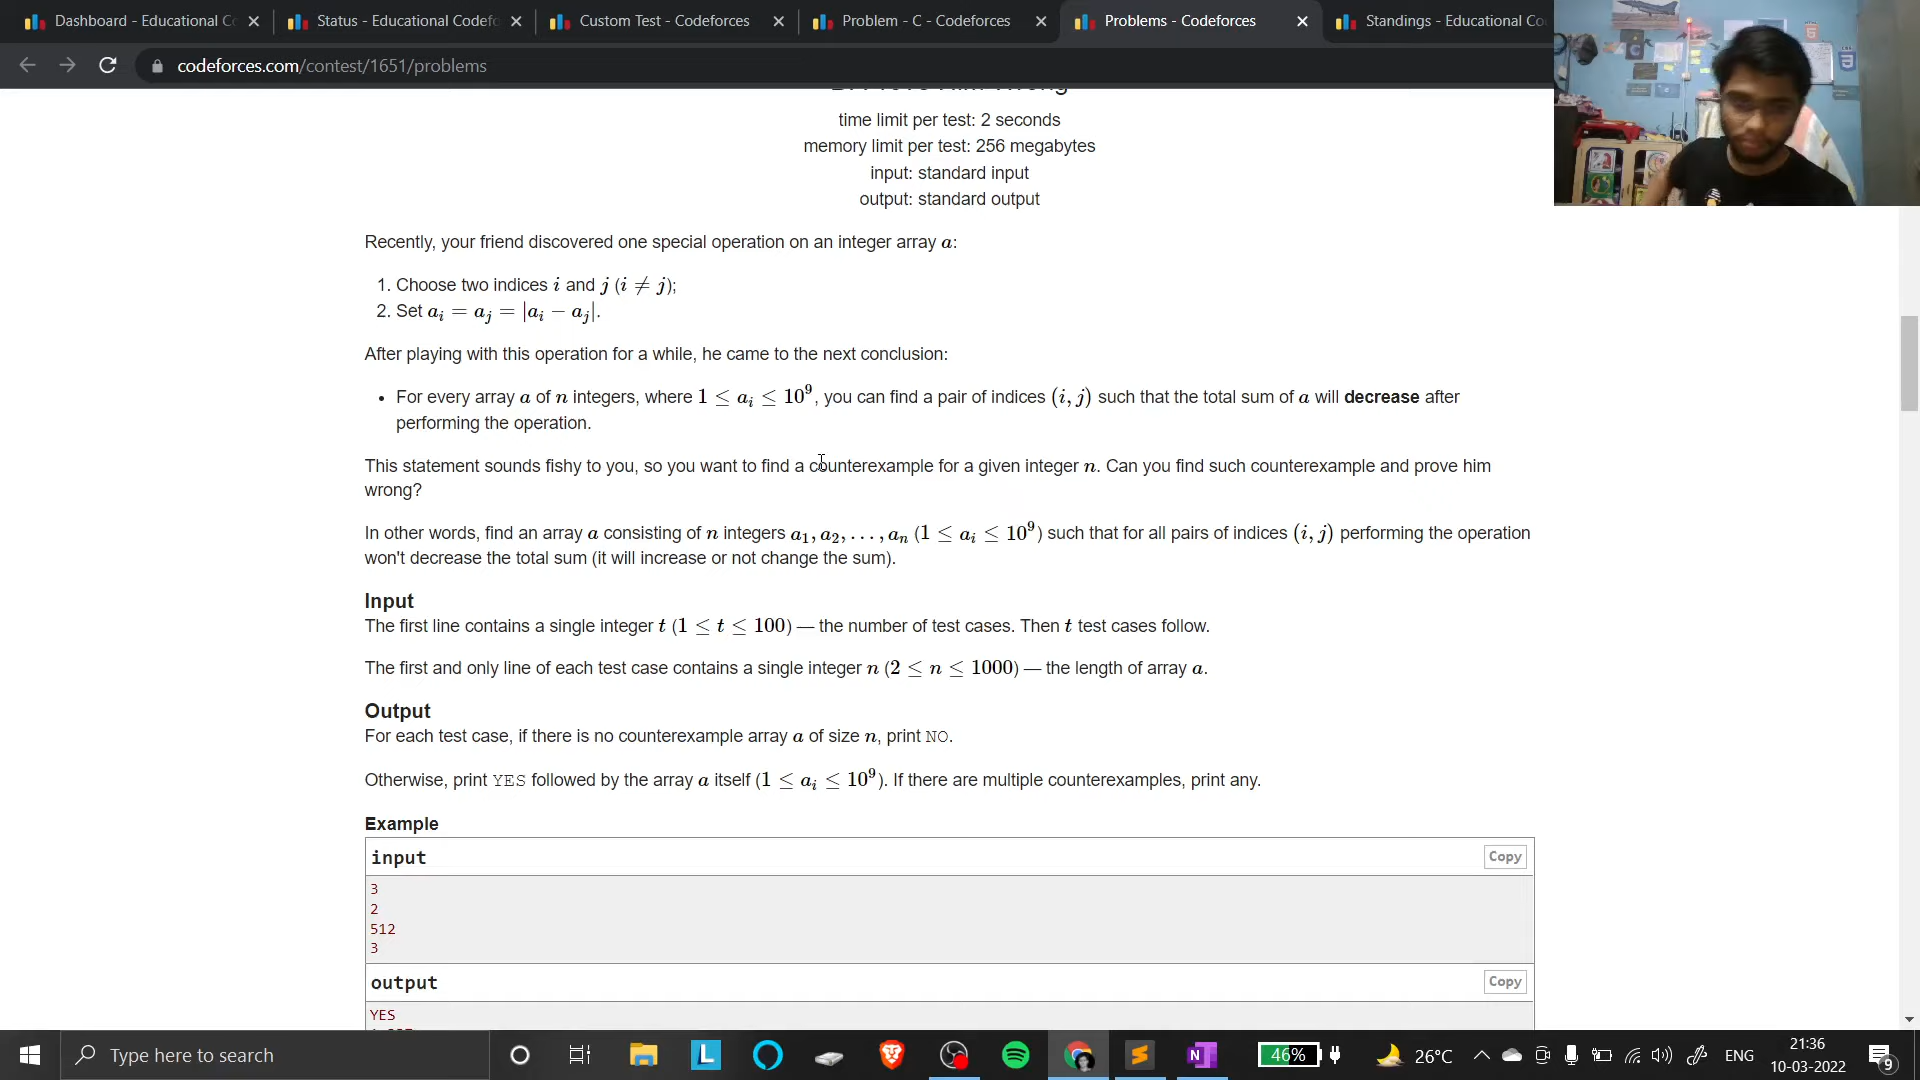 Dashboard - Educational Co
Status - Educational Codefo
Custom Test - Codeforces
Problem - C - Codeforces
Problems - Codeforces
Standings - Educational Co
codeforces.com/contest/1651/problems
time limit per test: 2 seconds
memory limit per test: 256 megabytes
input: standard input
output: standard output
Recently, your friend discovered one special operation on an integer array a:
1. Choose two indices i and j (i ≠ j);
2. Set a_i = a_j = |a_i − a_j|.
After playing with this operation for a while, he came to the next conclusion:
• For every array a of n integers, where 1 ≤ a_i ≤ 10^9, you can find a pair of indices (i, j) such that the total sum of a will decrease after
performing the operation.
This statement sounds fishy to you, so you want to find a counterexample for a given integer n. Can you find such counterexample and prove him
wrong?
In other words, find an array a consisting of n integers a_1, a_2, . . . , a_n (1 ≤ a_i ≤ 10^9) such that for all pairs of indices (i, j) performing the operation
won't decrease the total sum (it will increase or not change the sum).
Input
The first line contains a single integer t (1 ≤ t ≤ 100) — the number of test cases. Then t test cases follow.
The first and only line of each test case contains a single integer n (2 ≤ n ≤ 1000) — the length of array a.
Output
For each test case, if there is no counterexample array a of size n, print NO.
Otherwise, print YES followed by the array a itself (1 ≤ a_i ≤ 10^9). If there are multiple counterexamples, print any.
Example
input Copy
3
2
512
3
output Copy
YES
Type here to search
46%
26°C
ENG
21:36
10-03-2022
9